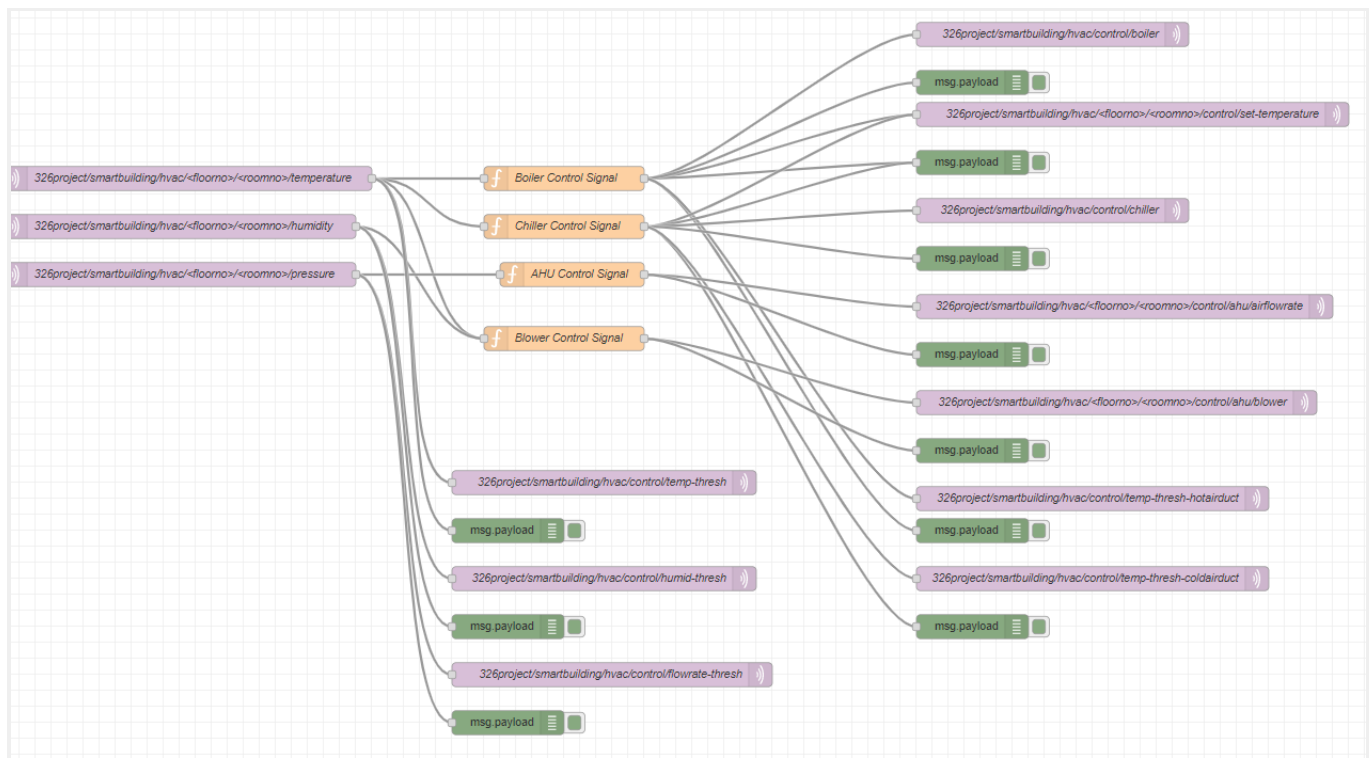 326project/smartbuilding/hvac/control/boiler
msg.payload
326project/smartbuilding/hvac/<floorno>/<roomno>/control/set-temperature
msg.payload
326project/smartbuilding/hvac/<floorno>/<roomno>/temperature
Boiler Control Signal
326project/smartbuilding/hvac/control/chiller
326project/smartbuilding/hvac/<floorno>/<roomno>/humidity
Chiller Control Signal
msg.payload
326project/smartbuilding/hvac/<floorno>/<roomno>/pressure
AHU Control Signal
326project/smartbuilding/hvac/<floorno>/<roomno>/control/ahu/airflowrate
Blower Control Signal
msg.payload
326project/smartbuilding/hvac/<floorno>/<roomno>/control/ahu/blower
msg.payload
326project/smartbuilding/hvac/control/temp-thresh
326project/smartbuilding/hvac/control/temp-thresh-hotairduct
msg.payload
msg.payload
326project/smartbuilding/hvac/control/humid-thresh
326project/smartbuilding/hvac/control/temp-thresh-coldairduct
msg.payload
msg.payload
326project/smartbuilding/hvac/control/flowrate-thresh
msg.payload